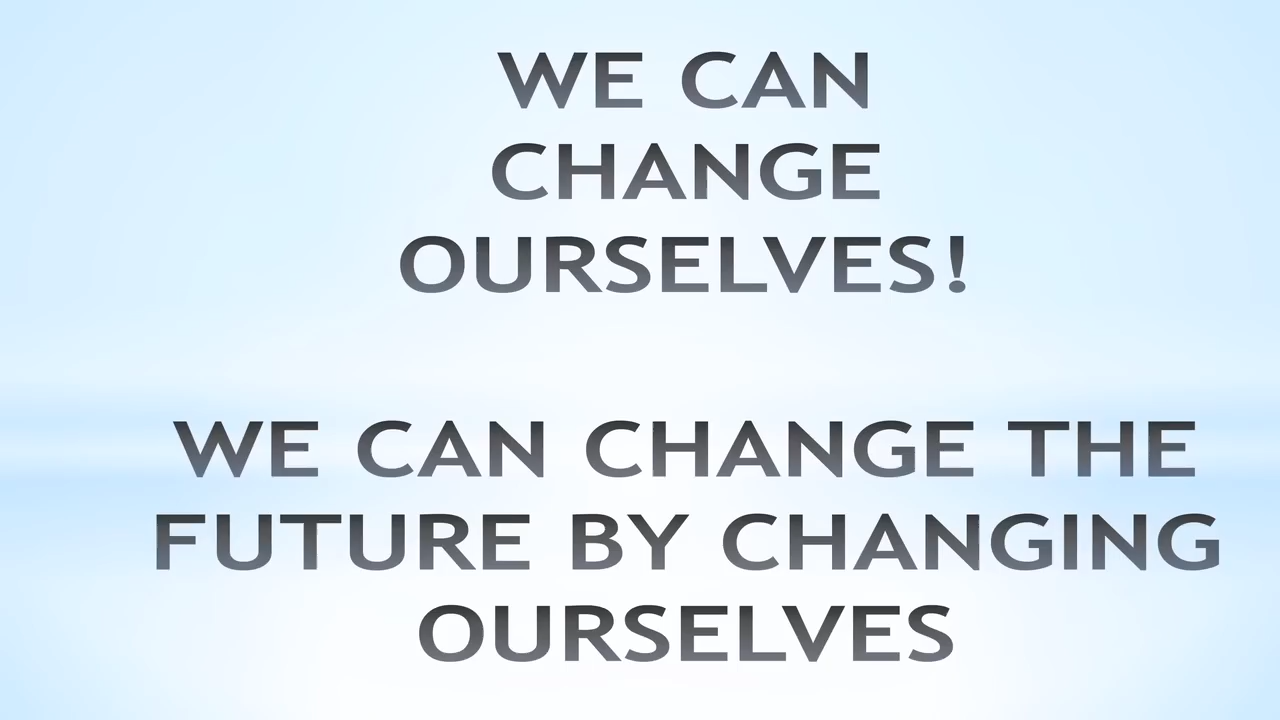 WE CAN
CHANGE
OURSELVES!
WE CAN CHANGE THE
FUTURE BY CHANGING
OURSELVES